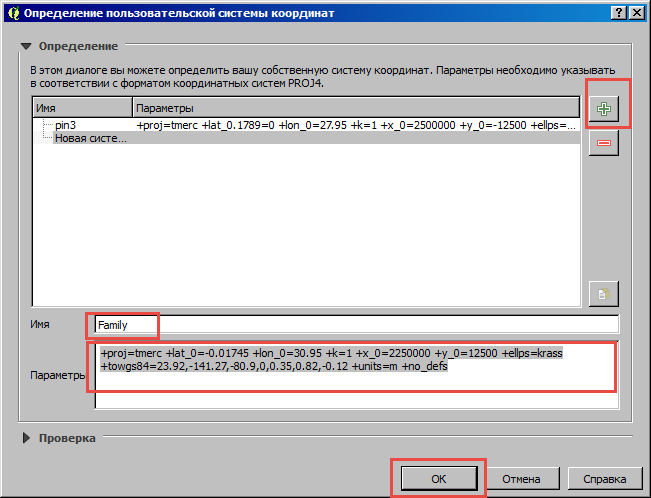 Определение пользовательской системы координат
Определение
В этом диалоге вы можете определить вашу собственную систему координат. Параметры необходимо указывать
в соответствии с форматом координатных систем PROJ4.
Имя Параметры
pin3 +proj=tmerc +lat_0.1789=0 +lon_0=27.95 +k=1 +x_0=2500000 +y_0=-12500 +ellps=...
Новая систе...
Имя Family
+proj=tmerc +lat_0=-0.01745 +lon_0=30.95 +k=1 +x_0=2250000 +y_0=12500 +ellps=krass
Параметры +towgs84=23.92,-141.27,-80.9,0,0.35,0.82,-0.12 +units=m +no_defs
Проверка
ОК Отмена Справка